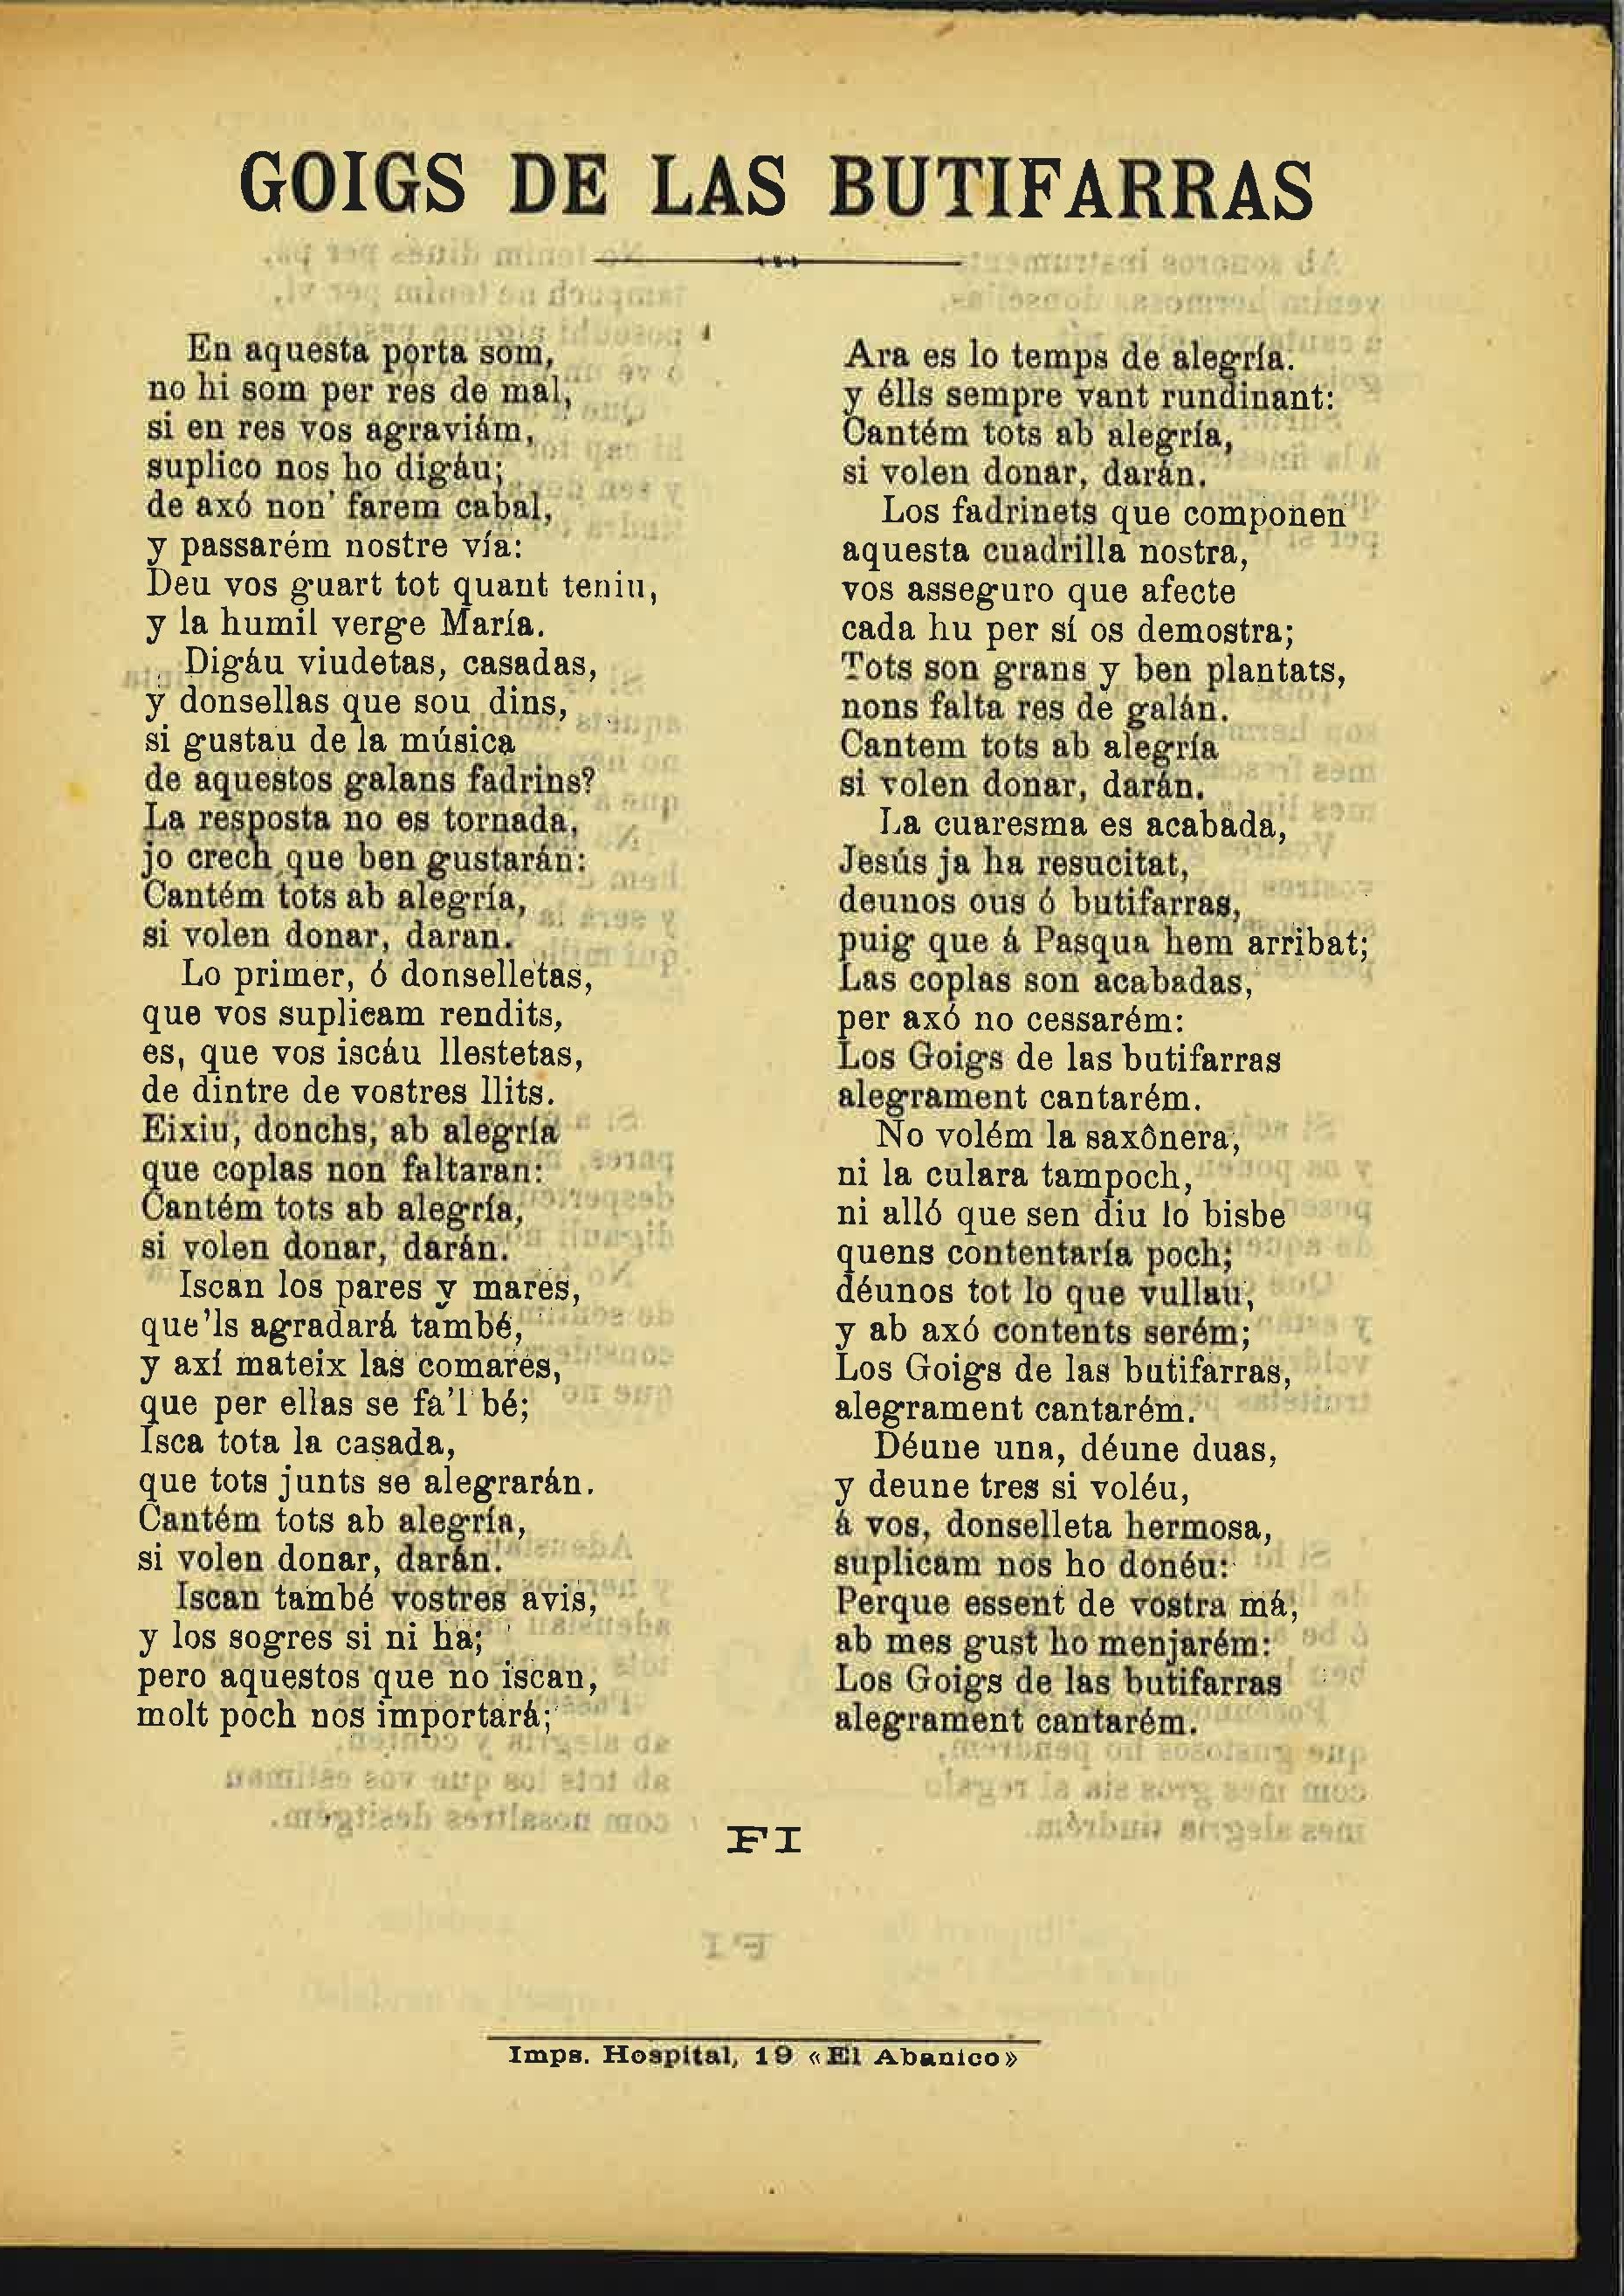 GOIGS DE LAS BUTIFARRAS
En aquesta porta som,
no hi som per res de mal,
si en res vos agraviám,
suplico nos ho digáu;
de axó non' farem cabal,
y passarém nostre vía:
Deu vos guart tot quant teniu,
y la humil verge María.
Digáu viudetas, casadas,
y donsellas que sou dins,
si gustau de la música
de aquestos galans fadrins?
La resposta no es tornada,
jo crech que ben gustarán:
Cantém tots ab alegría,
si volen donar, daran.
Lo primer, ó donselletas,
que vos suplicam rendits,
es, que vos iscáu llestetas,
de dintre de vostres llits.
Eixiu, donchs, ab alegría
que coplas non faltaran:
Cantém tots ab alegría,
si volen donar, darán.
Iscan los pares y mares,
que'ls agradará també,
y axí mateix las comares,
que per ellas se fa'l bé;
Isca tota la casada,
que tots junts se alegrarán.
Cantém tots ab alegría,
si volen donar, darán.
Iscan també vostres avis,
y los sogres si ni ha;
pero aquestos que no iscan,
molt poch nos importará;
Ara es lo temps de alegría.
y élls sempre vant rundinant:
Cantém tots ab alegría,
si volen donar, darán.
Los fadrinets que componen
aquesta cuadrilla nostra,
vos asseguro que afecte
cada hu per sí os demostra;
Tots son grans y ben plantats,
nons falta res de galán.
Cantem tots ab alegría
si volen donar, darán.
La cuaresma es acabada,
Jesús ja ha resucitat,
deunos ous ó butifarras,
puig que á Pasqua hem arribat;
Las coplas son acabadas,
per axó no cessarém:
Los Goigs de las butifarras
alegrament cantarém.
No volém la saxônera,
ni la culara tampoch,
ni alló que sen diu lo bisbe
quens contentaría poch;
déunos tot lo que vullau,
y ab axó contents serém;
Los Goigs de las butifarras,
alegrament cantarém.
Déune una, déune duas,
y deune tres si voléu,
á vos, donselleta hermosa,
suplicam nos ho donéu:
Perque essent de vostra má,
ab mes gust ho menjarém:
Los Goigs de las butifarras
alegrament cantarém.
FI
Imps. Hospital, 19 «El Abanico»